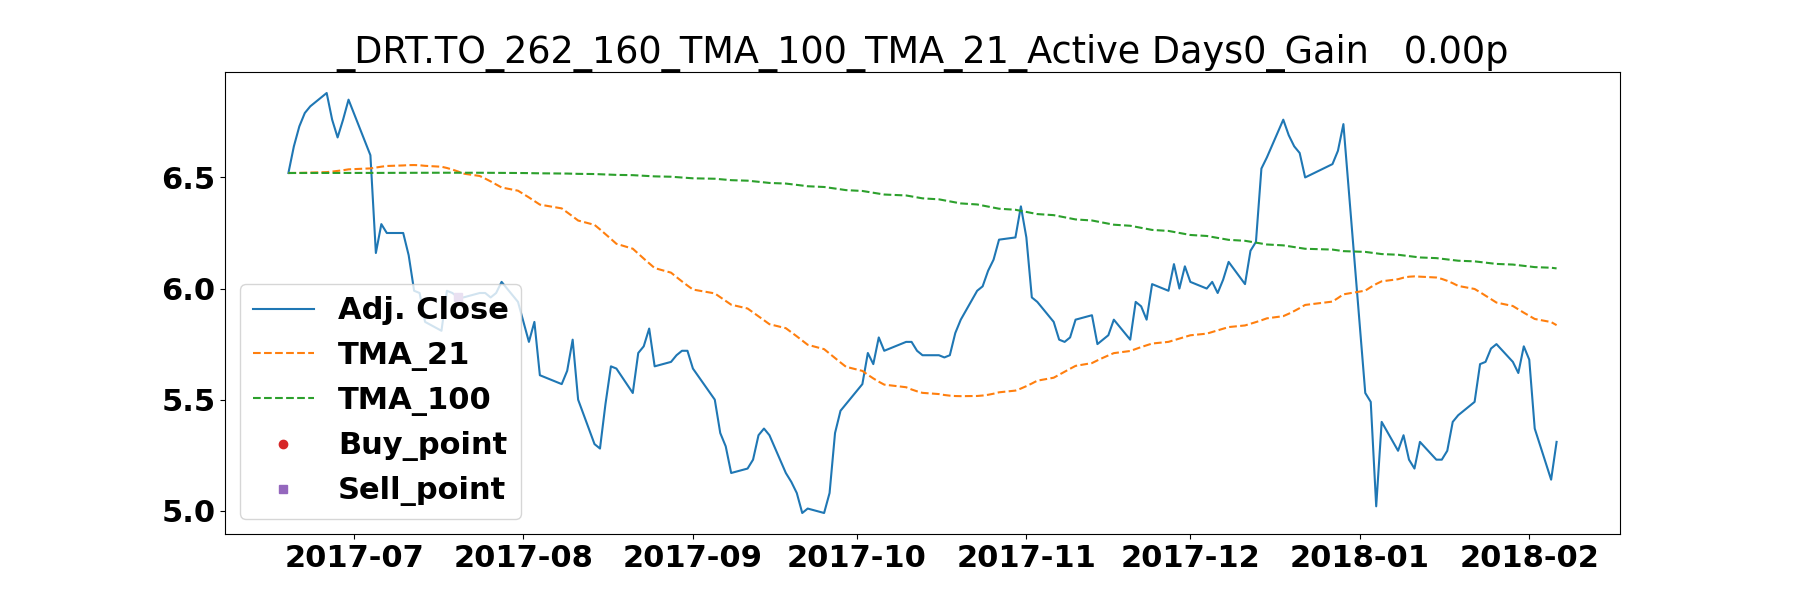 _DRT.TO_262_160_TMA_100_TMA_21_Active Days0_Gain   0.00p
6.5
6.0
5.5
5.0
Adj. Close
TMA_21
TMA_100
Buy_point
Sell_point
2017-07 2017-08 2017-09 2017-10 2017-11 2017-12 2018-01 2018-02